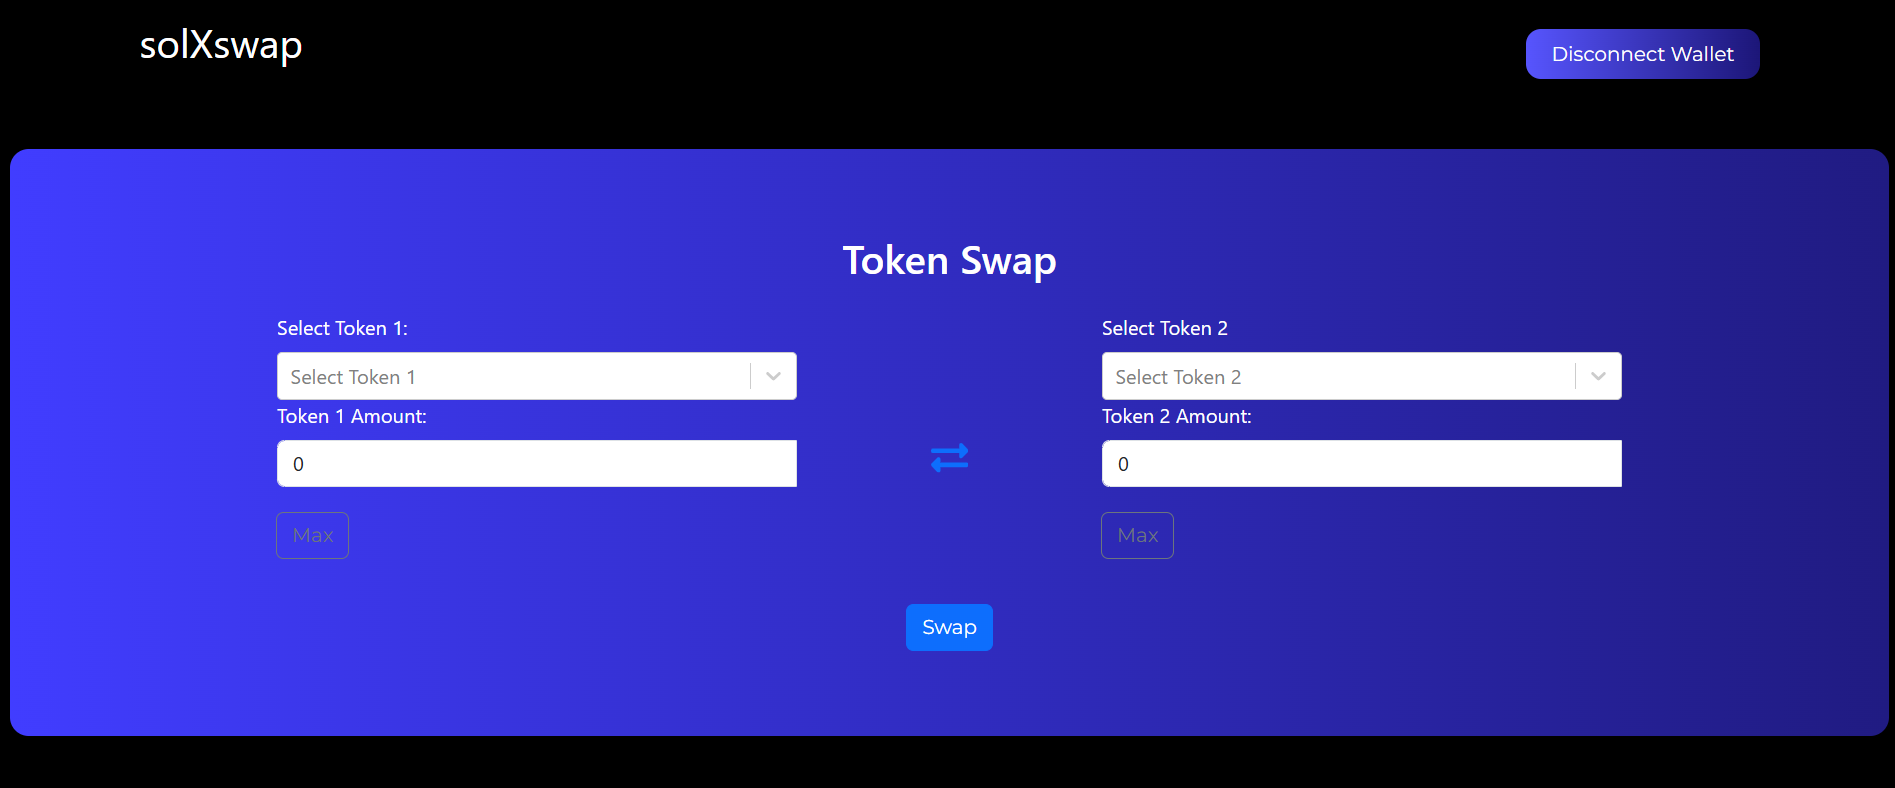 solXswap
Disconnect Wallet
Token Swap
Select Token 1:
Select Token 1
Token 1 Amount:
0
Max
Select Token 2
Select Token 2
Token 2 Amount:
0
Max
Swap